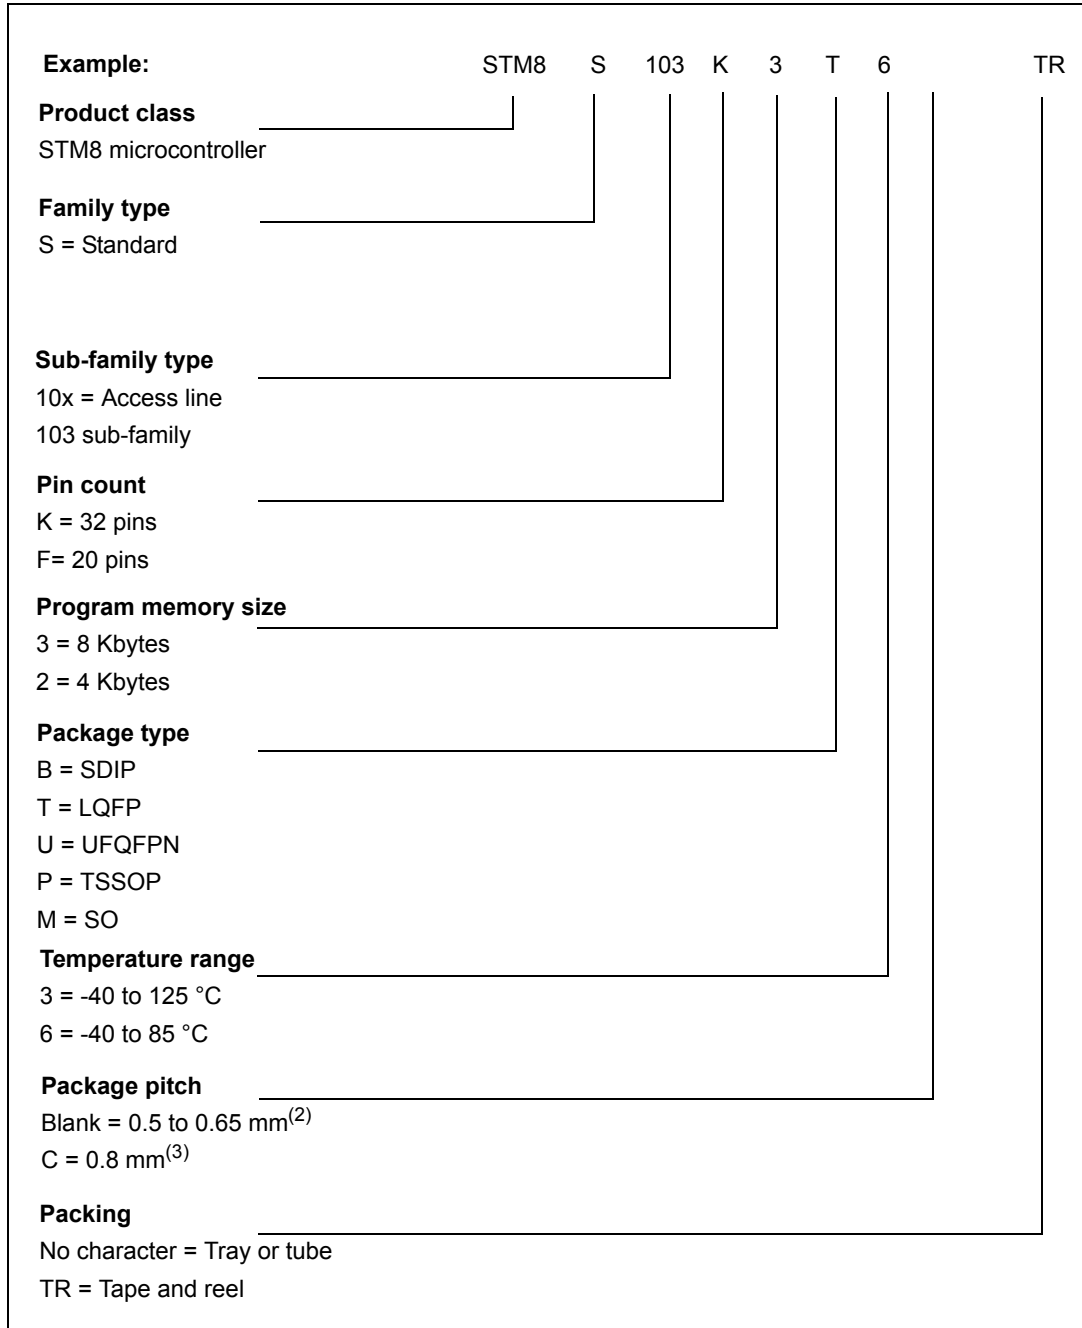 Example: STM8 S 103 K 3 T 6 TR
Product class
STM8 microcontroller
Family type
S = Standard
Sub-family type
10x = Access line
103 sub-family
Pin count
K = 32 pins
F= 20 pins
Program memory size
3 = 8 Kbytes
2 = 4 Kbytes
Package type
B = SDIP
T = LQFP
U = UFQFPN
P = TSSOP
M = SO
Temperature range
3 = -40 to 125 °C
6 = -40 to 85 °C
Package pitch
Blank = 0.5 to 0.65 mm(2)
C = 0.8 mm(3)
Packing
No character = Tray or tube
TR = Tape and reel